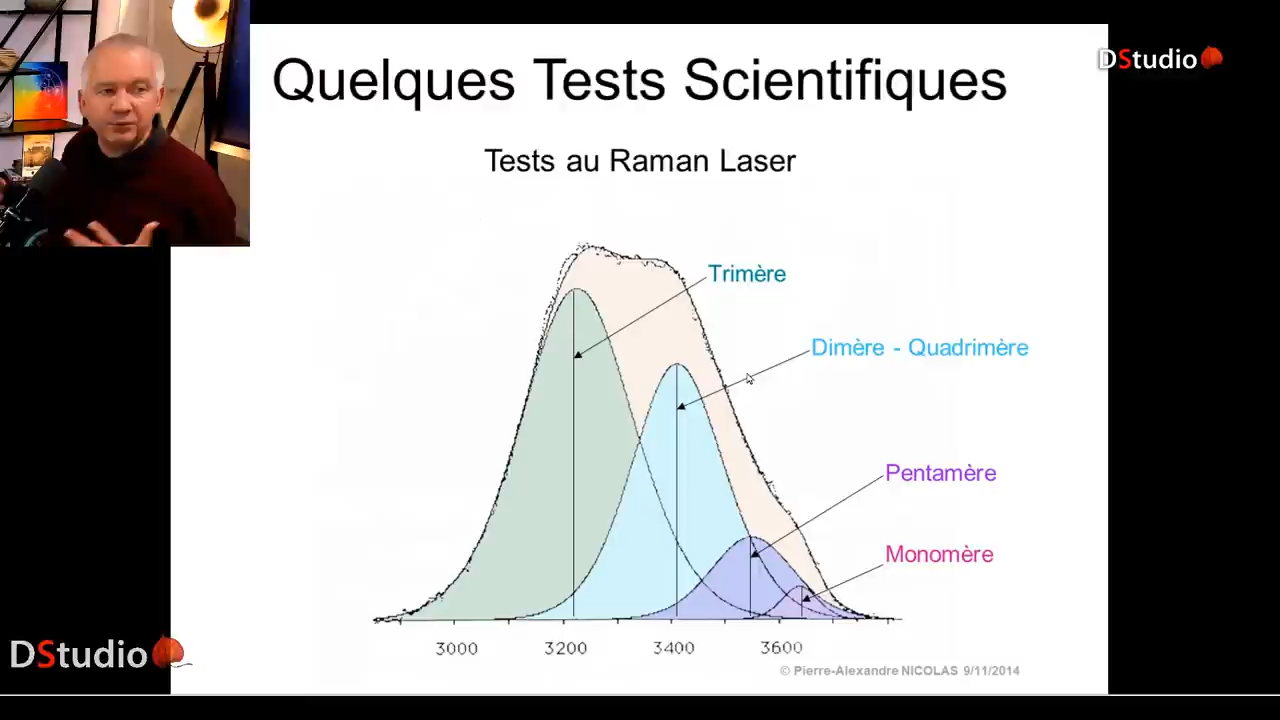 DStudio
Quelques Tests Scientifiques
Tests au Raman Laser
Trimère
Dimère - Quadrimère
Pentamère
Monomère
3000 3200 3400 3600
© Pierre-Alexandre NICOLAS 9/11/2014
DStudio